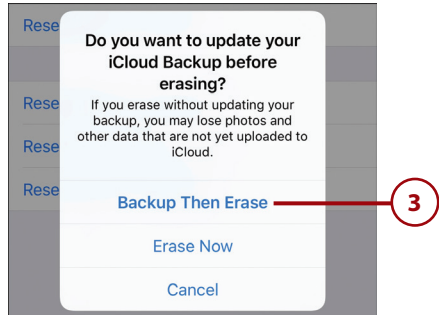 Rese
Do you want to update your
iCloud Backup before
erasing?
If you erase without updating your
backup, you may lose photos and
other data that are not yet uploaded to
iCloud.
Rese
Rese
Rese
Backup Then Erase
3
Erase Now
Cancel